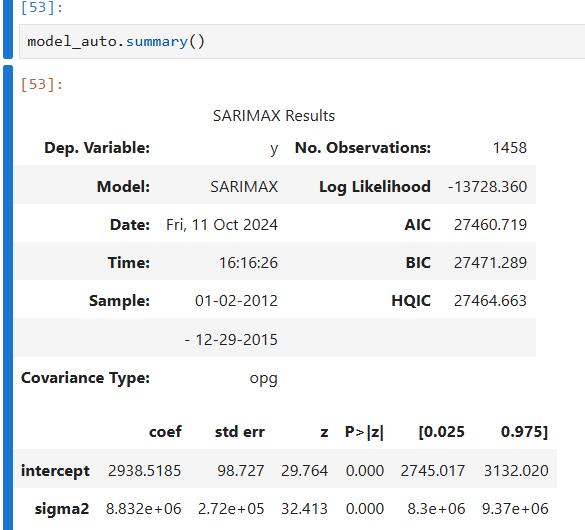 [53]:
model_auto.summary()
[53]:
SARIMAX Results
Dep. Variable: y No. Observations: 1458
Model: SARIMAX Log Likelihood -13728.360
Date: Fri, 11 Oct 2024 AIC 27460.719
Time: 16:16:26 BIC 27471.289
Sample: 01-02-2012 HQIC 27464.663
- 12-29-2015
Covariance Type: opg
coef std err z P>|z| [0.025 0.975]
intercept 2938.5185 98.727 29.764 0.000 2745.017 3132.020
sigma2 8.832e+06 2.72e+05 32.413 0.000 8.3e+06 9.37e+06